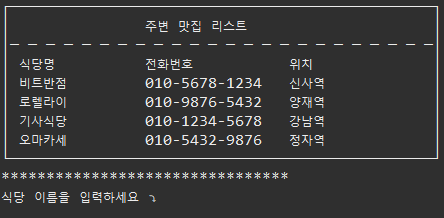 주변 맛집 리스트
식당명 전화번호 위치
비트반점 010-5678-1234 신사역
로렐라이 010-9876-5432 양재역
기사식당 010-1234-5678 강남역
오마카세 010-5432-9876 정자역
********************************
식당 이름을 입력하세요 ⤵